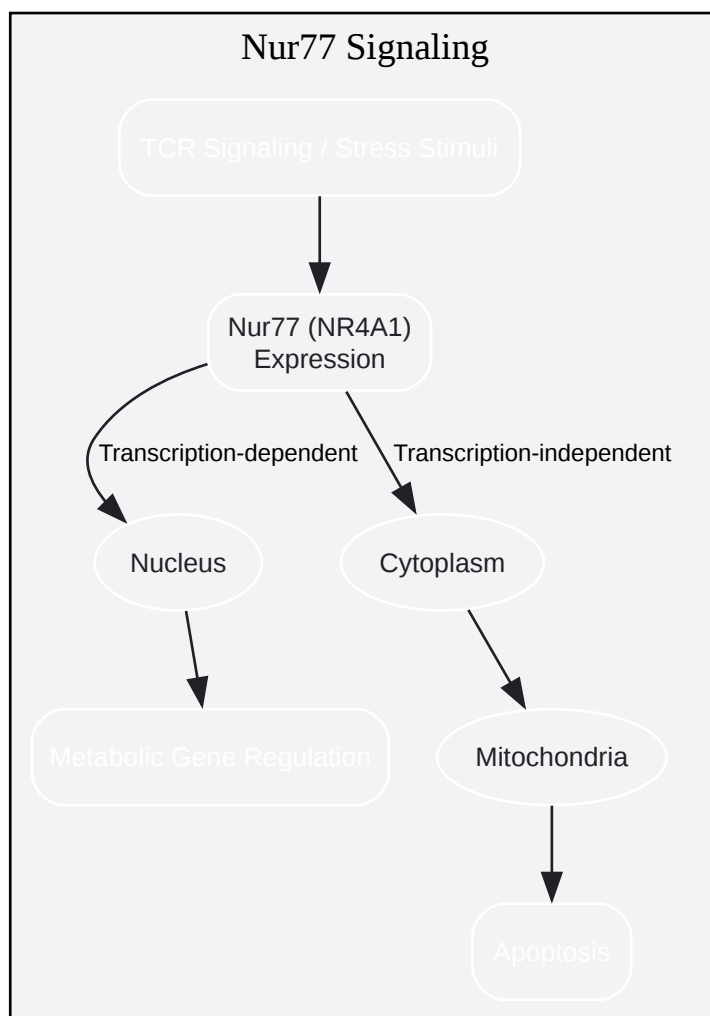 Nur77 Signaling
TCR Signaling / Stress Stimuli
Nur77 (NR4A1)
Expression
Transcription-dependent
Transcription-independent
Nucleus
Cytoplasm
Metabolic Gene Regulation
Mitochondria
Apoptosis